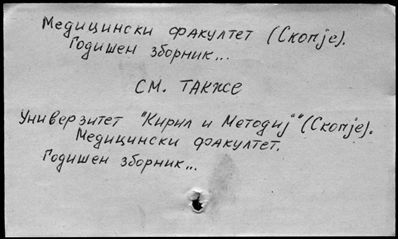 Медицински факултет (Скопје).
Годишен зборник...
СМ. ТАКЖЕ
Универзитет "Кирил и Методиј" (Скопје).
Медицински факултет.
Годишен зборник...